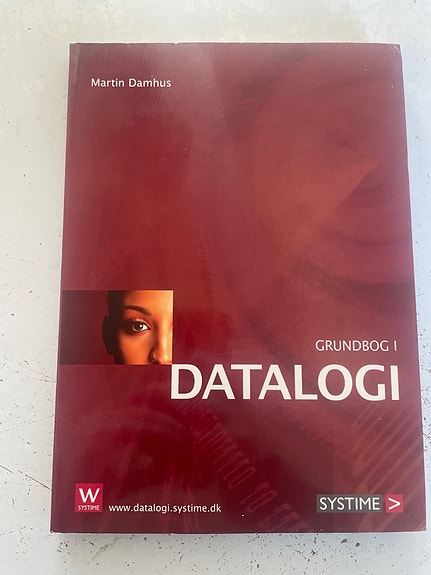 Martin Damhus
GRUNDBOG I
DATALOGI
W
SYSTIME
www.datalogi.systime.dk
SYSTIME >